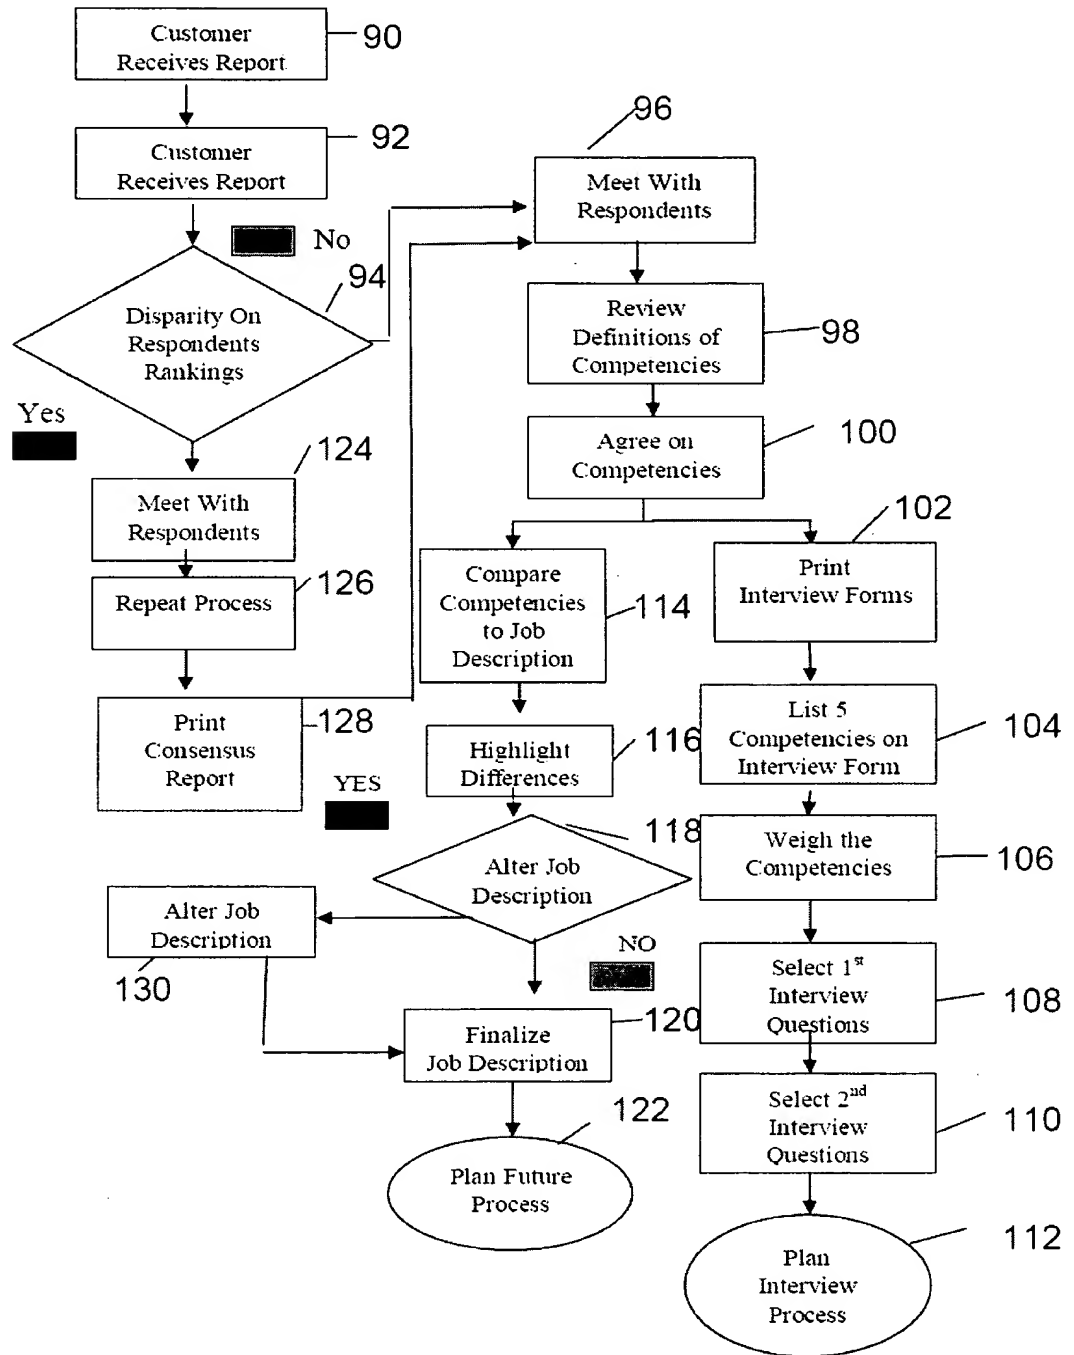 Customer
Receives Report
90
Customer
Receives Report
92
No
Disparity On
Respondents
Rankings
94
Yes
Meet With
Respondents
124
Repeat Process
126
Print
Consensus
Report
128
Meet With
Respondents
96
Review
Definitions of
Competencies
98
Agree on
Competencies
100
Compare
Competencies
to Job
Description
114
Highlight
Differences
116
YES
Alter Job
Description
118
Alter Job
Description
130
NO
Finalize
Job Description
120
Plan Future
Process
122
Print
Interview Forms
102
List 5
Competencies on
Interview Form
104
Weigh the
Competencies
106
Select 1st
Interview
Questions
108
Select 2nd
Interview
Questions
110
Plan
Interview
Process
112